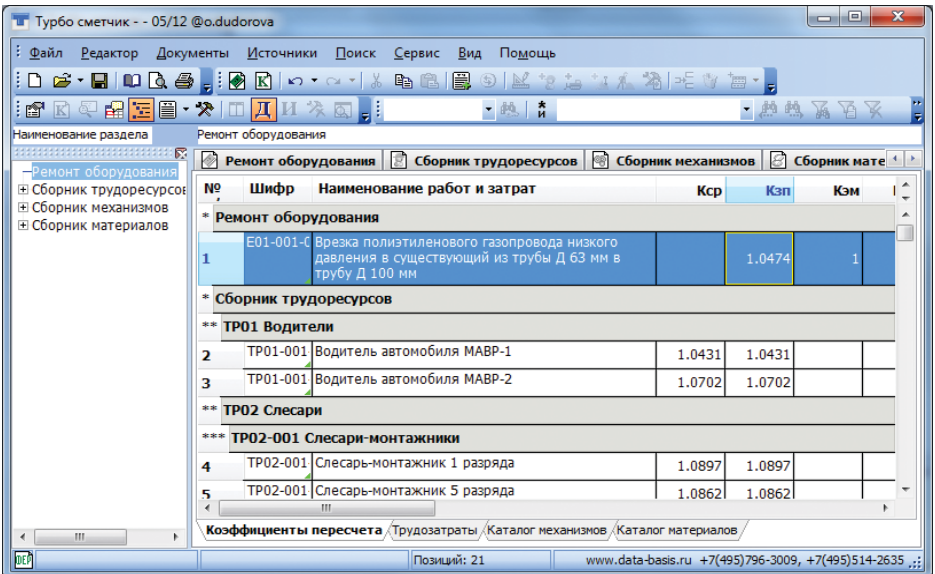 Турбо сметчик - - 05/12 @o.dudorova
Файл Редактор Документы Источники Поиск Сервис Вид Помощь
Д И
Наименование раздела Ремонт оборудования
Ремонт оборудования Сборник трудоресурсов Сборник механизмов Сборник мате
Ремонт оборудования
Сборник трудоресурсов
Сборник механизмов
Сборник материалов
№ Шифр Наименование работ и затрат Кср Кзп Кэм
* Ремонт оборудования
1 Е01-001-0 Врезка полиэтиленового газопровода низкого
давления в существующий из трубы Д 63 мм в 1.0474 1
трубу Д 100 мм
* Сборник трудоресурсов
** ТР01 Водители
2 ТР01-001 Водитель автомобиля МАВР-1 1.0431 1.0431
3 ТР01-001 Водитель автомобиля МАВР-2 1.0702 1.0702
** ТР02 Слесари
*** ТР02-001 Слесари-монтажники
4 ТР02-001 Слесарь-монтажник 1 разряда 1.0897 1.0897
5 ТР02-001 Слесарь-монтажник 5 разряда 1.0862 1.0862
Коэффициенты пересчета Трудозатраты Каталог механизмов Каталог материалов
Позиций: 21 www.data-basis.ru +7(495)796-3009, +7(495)514-2635